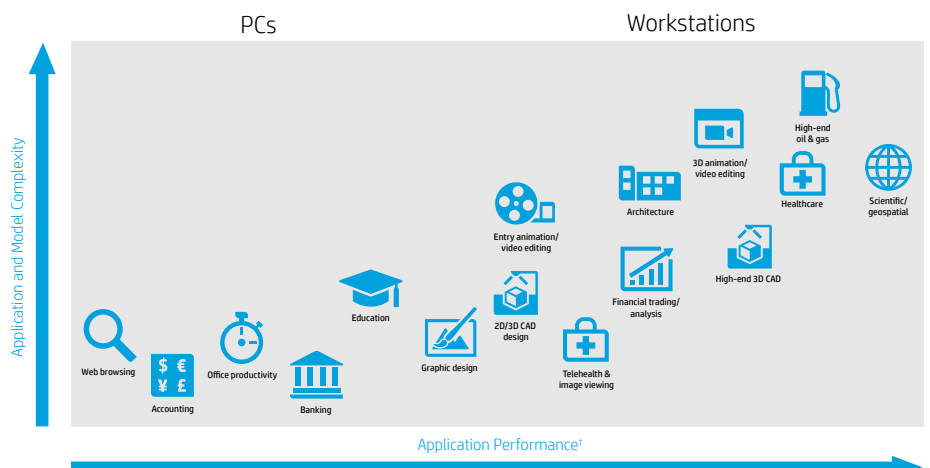 PCs
Workstations
Application and Model Complexity
High-end
oil & gas
3D animation/
video editing
Healthcare
Scientific/
geospatial
Architecture
Entry animation/
video editing
High-end 3D CAD
Financial trading/
analysis
Education
2D/3D CAD
design
Web browsing
Office productivity
Graphic design
Telehealth &
image viewing
$ €
¥ £
Accounting
Banking
Application Performance†